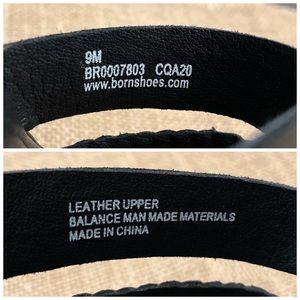 9M
BR0007803 CQA20
www.bornshoes.com
LEATHER UPPER
BALANCE MAN MADE MATERIALS
MADE IN CHINA